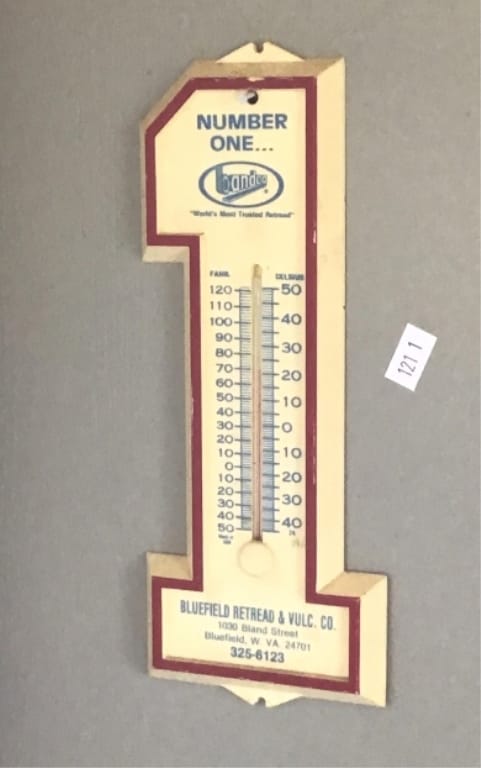 NUMBER
ONE...
bandag
"World's Most Trusted Retread"
FAHR. CELSIUS
120 50
110
100 40
90
80 30
70
60 20
50
40 10
30
20 0
10
0 10
10
20 20
30
40 30
50 40
BLUEFIELD RETREAD & VULC. CO.
1030 Bland Street
Bluefield, W. VA. 24701
325-6123
121 1